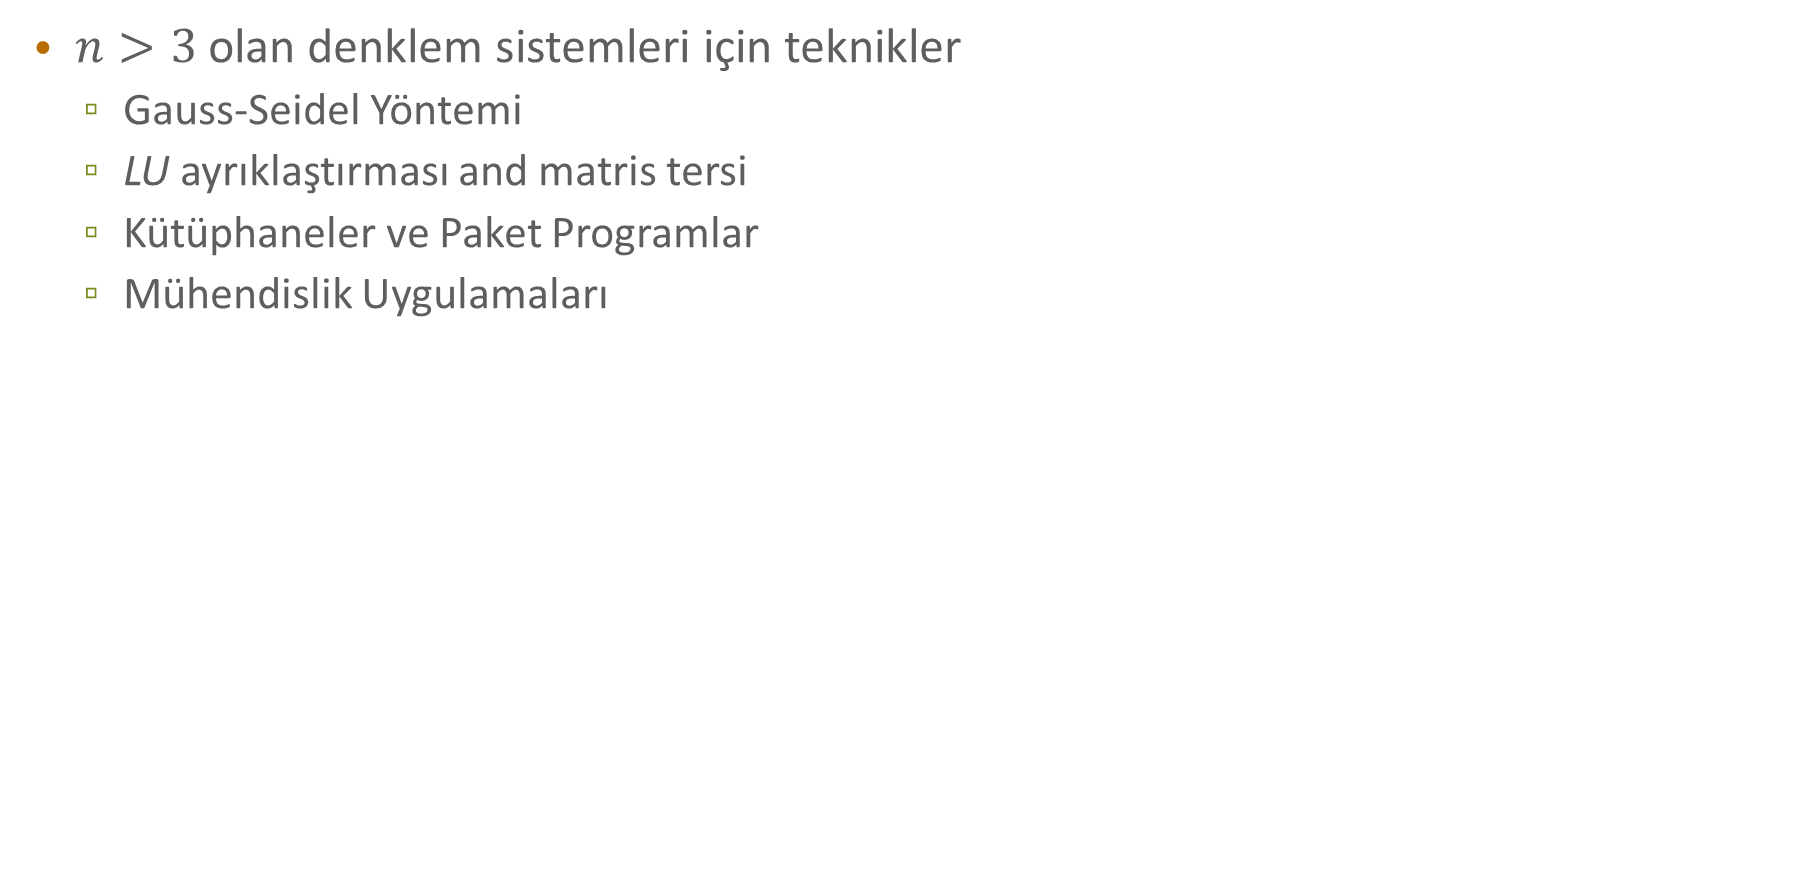 • n > 3 olan denklem sistemleri için teknikler
▫ Gauss-Seidel Yöntemi
▫ LU ayrıklaştırması and matris tersi
▫ Kütüphaneler ve Paket Programlar
▫ Mühendislik Uygulamaları